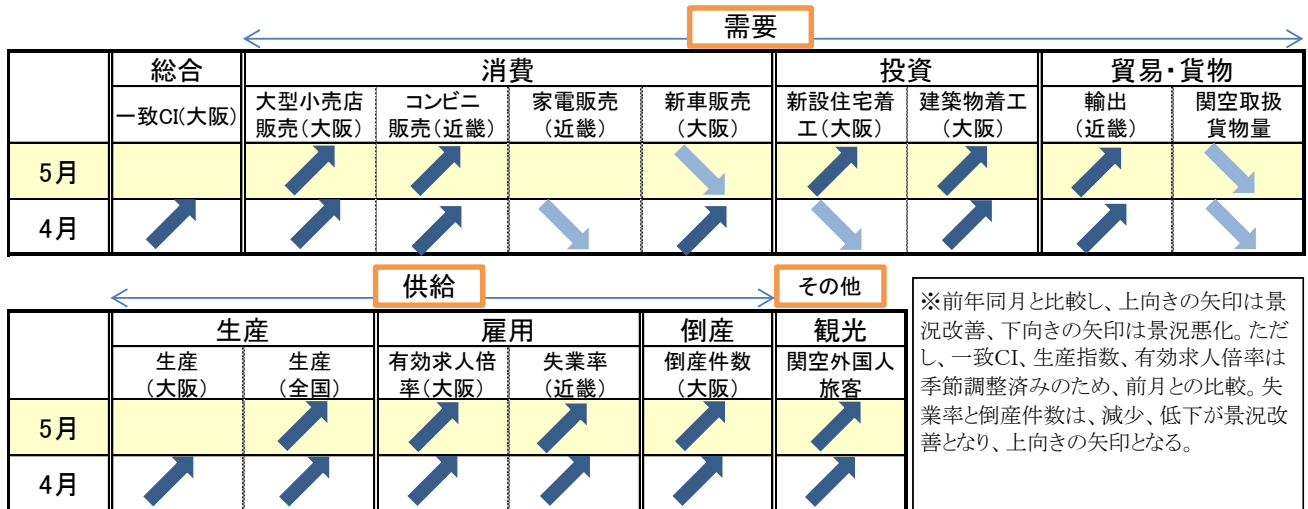 需要
総合 消費 投資 貿易・貨物
一致CI(大阪) 大型小売店 コンビニ 家電販売 新車販売 新設住宅着 建築物着工 輸出 関空取扱
販売(大阪) 販売(近畿) (近畿) (大阪) 工(大阪) (大阪) (近畿) 貨物量
5月
4月
供給 その他
生産 雇用 倒産 観光
生産 生産 有効求人倍 失業率 倒産件数 関空外国人
(大阪) (全国) 率(大阪) (近畿) (大阪) 旅客
5月
4月
※前年同月と比較し、上向きの矢印は景
況改善、下向きの矢印は景況悪化。ただ
し、一致CI、生産指数、有効求人倍率は
季節調整済みのため、前月との比較。失
業率と倒産件数は、減少、低下が景況改
善となり、上向きの矢印となる。